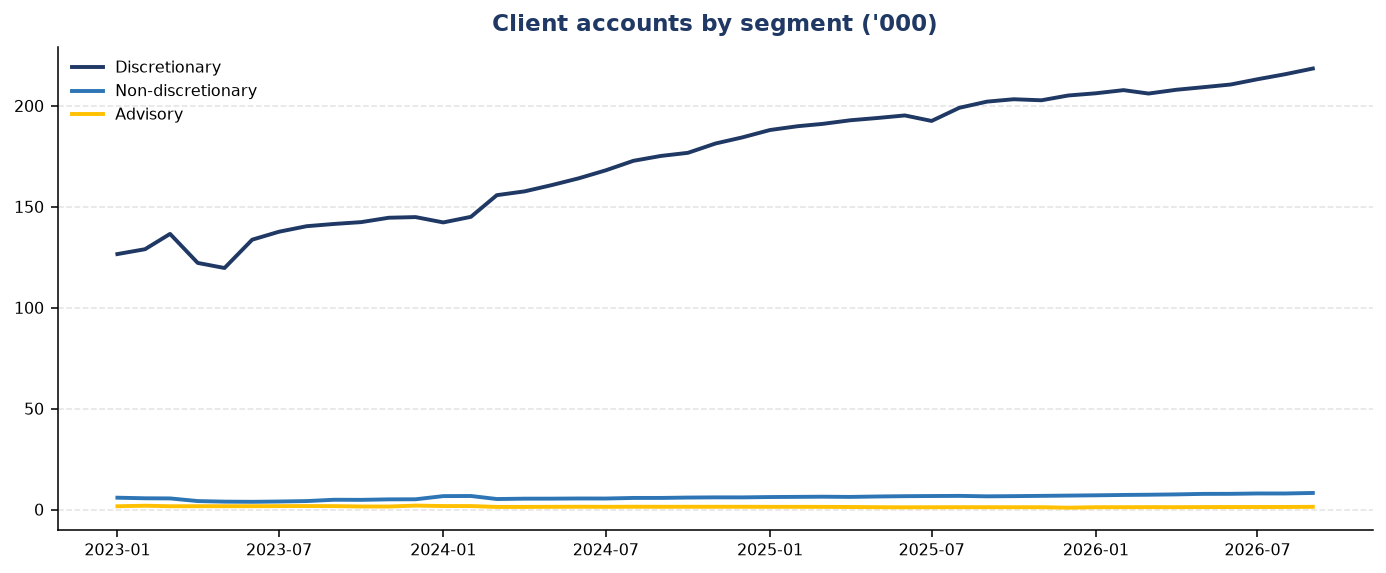 Client accounts by segment ('000)
Discretionary
Non-discretionary
Advisory
200
150
100
50
0
2023-01 2023-07 2024-01 2024-07 2025-01 2025-07 2026-01 2026-07